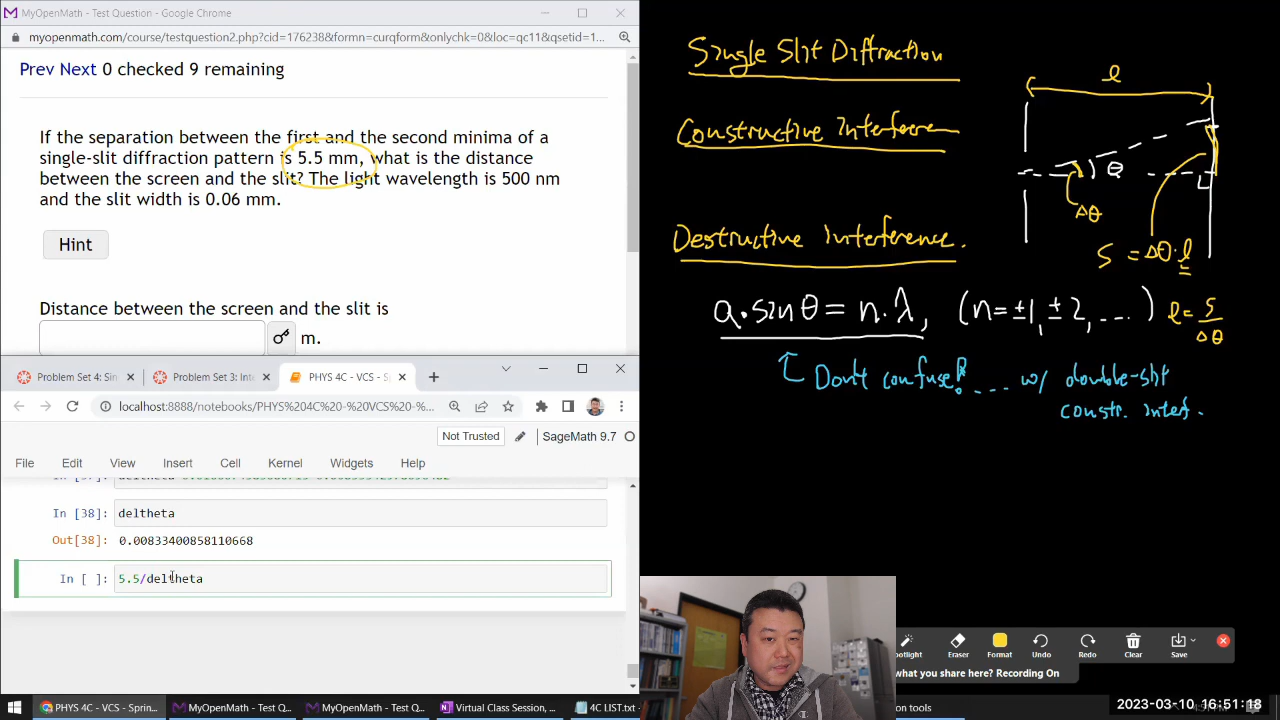 MyOpenMath - TestQuestion - Google Chrome
myopenmath.com/course/testquestion2.php?cid=176238&formn=curqform&onlychk=0&loc=qc11&qsetid=1...
Prev Next 0 checked 9 remaining
If the separation between the first and the second minima of a
single-slit diffraction pattern is 5.5 mm, what is the distance
between the screen and the slit? The light wavelength is 500 nm
and the slit width is 0.06 mm.
Hint
Distance between the screen and the slit is
m.
Problem Set 4: Sin
Problem Set 3: Inte
PHYS 4C - VCS - S
localhost:8888/notebooks/PHYS%204C%20-%20VCS%20-%...
Not Trusted
SageMath 9.7
File Edit View Insert Cell Kernel Widgets Help
In [38]: deltheta
Out[38]: 0.00833400858110668
In [ ]: 5.5/deltheta
PHYS 4C - VCS - Sprin...
MyOpenMath - Test Q...
Virtual Class Session, ...
4C LIST.txt
MyOpenMath - Test Q...
Single Slit Diffraction
Constructive Interferen
Destructive Interference.
a·sinθ = n·λ, (n=±1, ±2, ...)
Don't confuse! ... w/ double-slit
constr. interf.
l
θ
Δθ
S = Δθ·l
l = S/Δθ
Spotlight
Eraser
Format
Undo
Redo
Clear
Save
what you share here? Recording On
2023-03-10 16:51:18